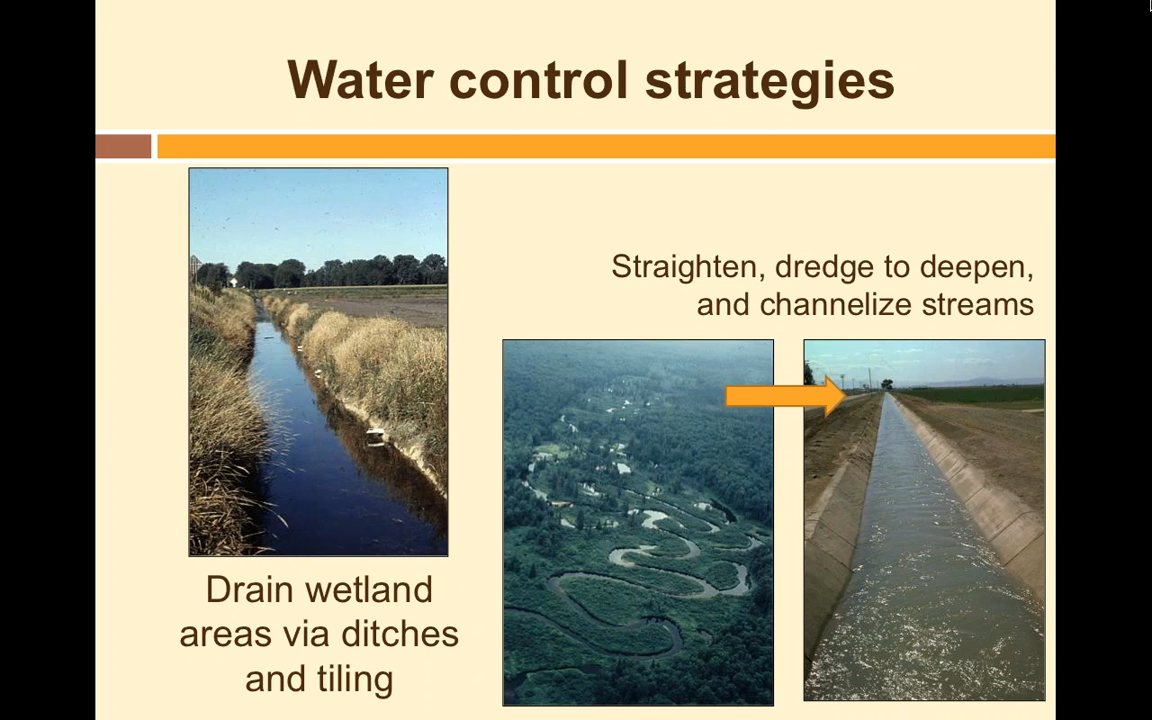 Water control strategies
Straighten, dredge to deepen,
and channelize streams
Drain wetland
areas via ditches
and tiling